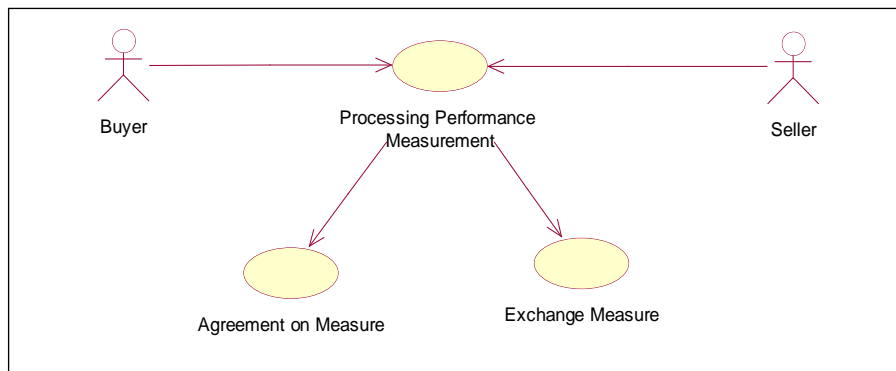 Buyer
Processing Performance
Measurement
Seller
Agreement on Measure
Exchange Measure